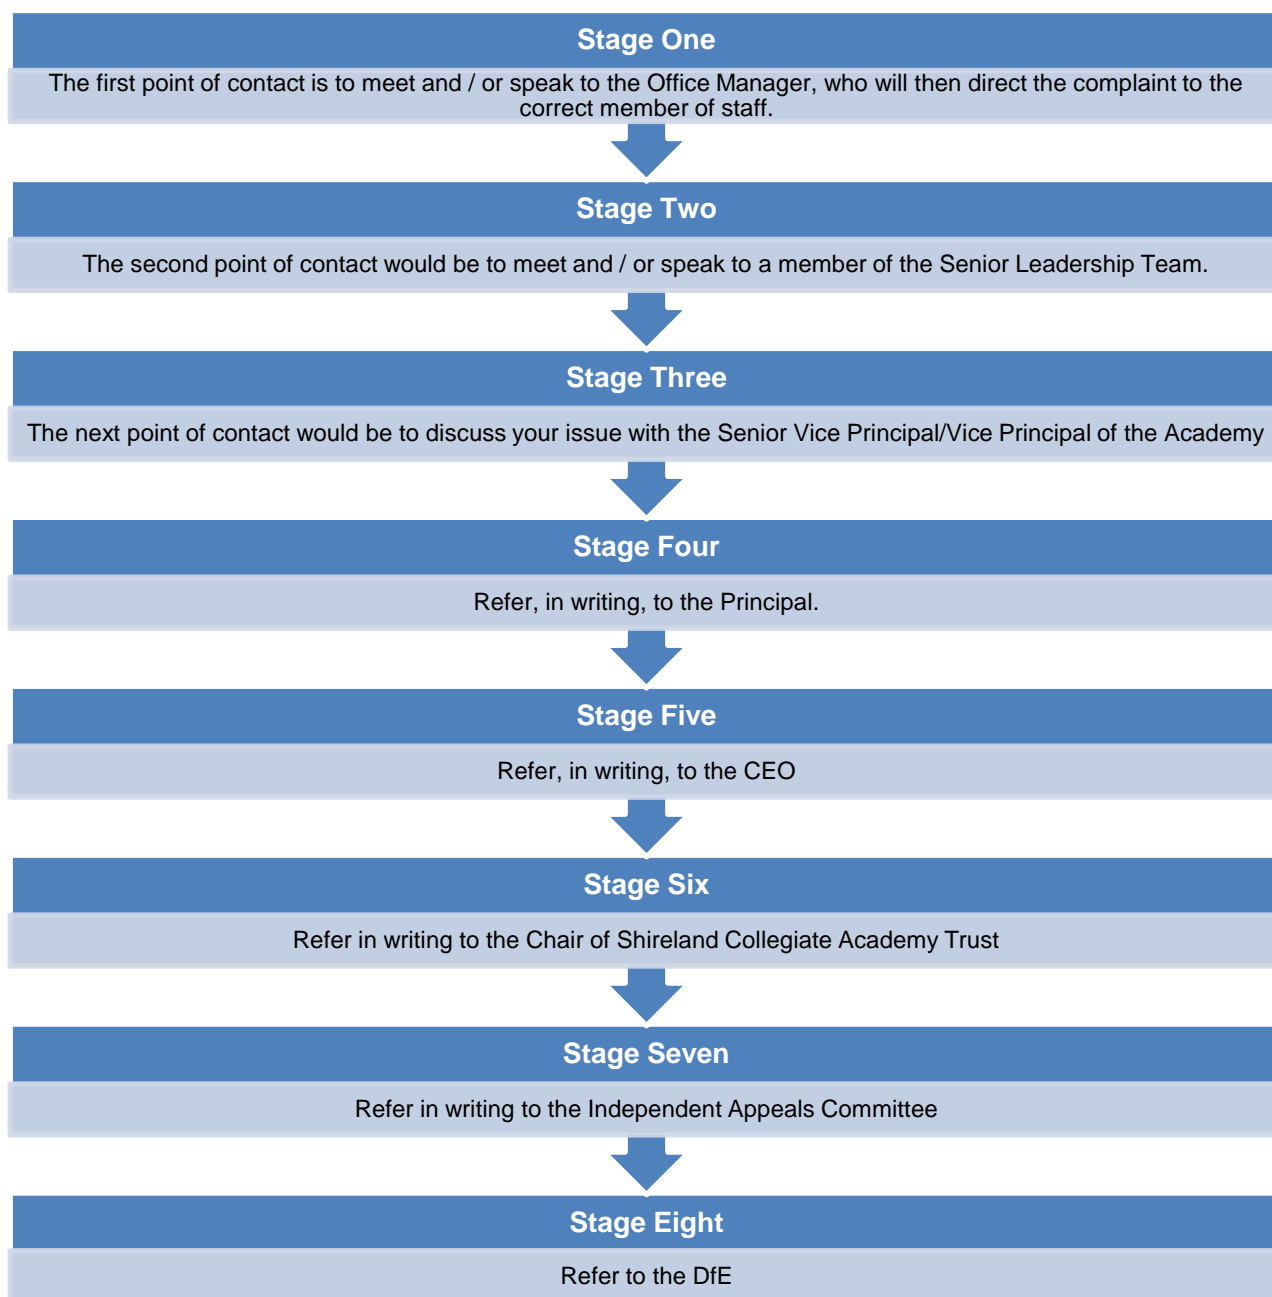 Stage One
The first point of contact is to meet and / or speak to the Office Manager, who will then direct the complaint to the
correct member of staff.
Stage Two
The second point of contact would be to meet and / or speak to a member of the Senior Leadership Team.
Stage Three
The next point of contact would be to discuss your issue with the Senior Vice Principal/Vice Principal of the Academy
Stage Four
Refer, in writing, to the Principal.
Stage Five
Refer, in writing, to the CEO
Stage Six
Refer in writing to the Chair of Shireland Collegiate Academy Trust
Stage Seven
Refer in writing to the Independent Appeals Committee
Stage Eight
Refer to the DfE